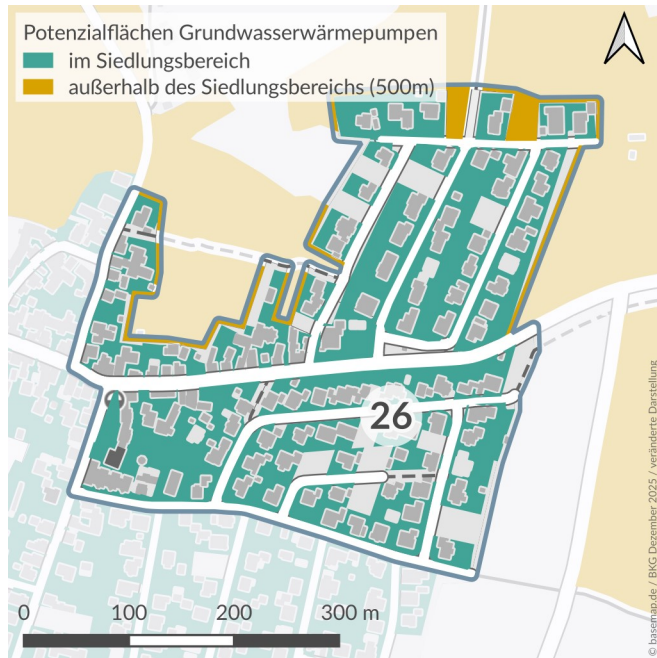 Potenzialflächen Grundwasserwärmepumpen
im Siedlungsbereich
außerhalb des Siedlungsbereichs (500m)
26
0 100 200 300 m
© basemap.de / BKG Dezember 2025 / veränderte Darstellung